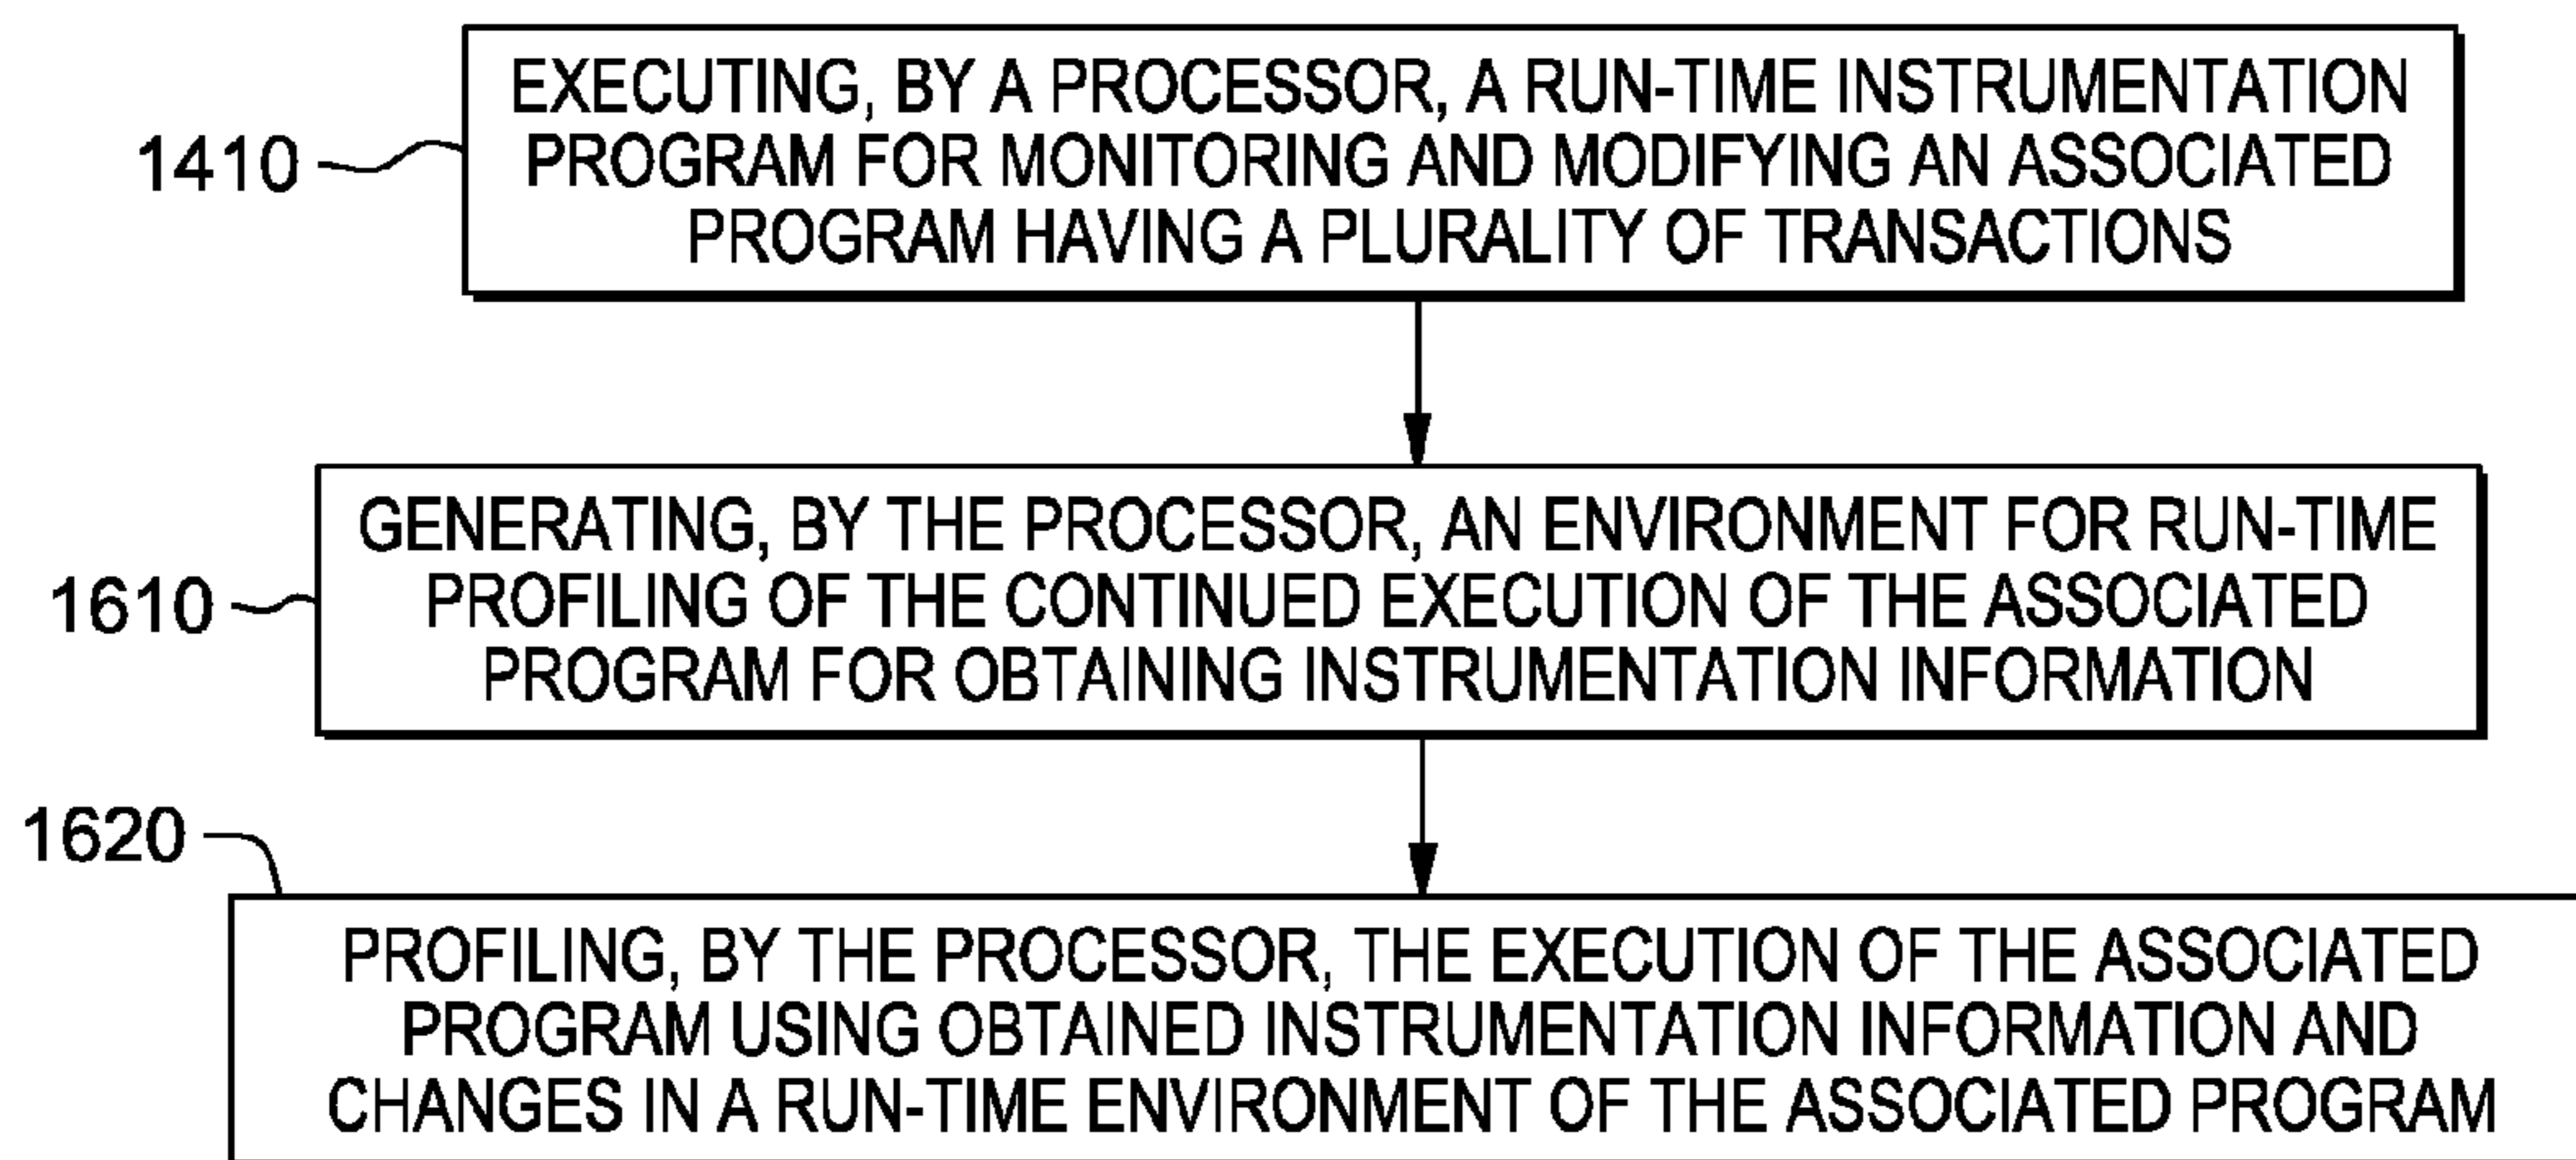 EXECUTING, BY A PROCESSOR, A RUN-TIME INSTRUMENTATION
PROGRAM FOR MONITORING AND MODIFYING AN ASSOCIATED
PROGRAM HAVING A PLURALITY OF TRANSACTIONS
1410
GENERATING, BY THE PROCESSOR, AN ENVIRONMENT FOR RUN-TIME
PROFILING OF THE CONTINUED EXECUTION OF THE ASSOCIATED
PROGRAM FOR OBTAINING INSTRUMENTATION INFORMATION
1610
1620
PROFILING, BY THE PROCESSOR, THE EXECUTION OF THE ASSOCIATED
PROGRAM USING OBTAINED INSTRUMENTATION INFORMATION AND
CHANGES IN A RUN-TIME ENVIRONMENT OF THE ASSOCIATED PROGRAM